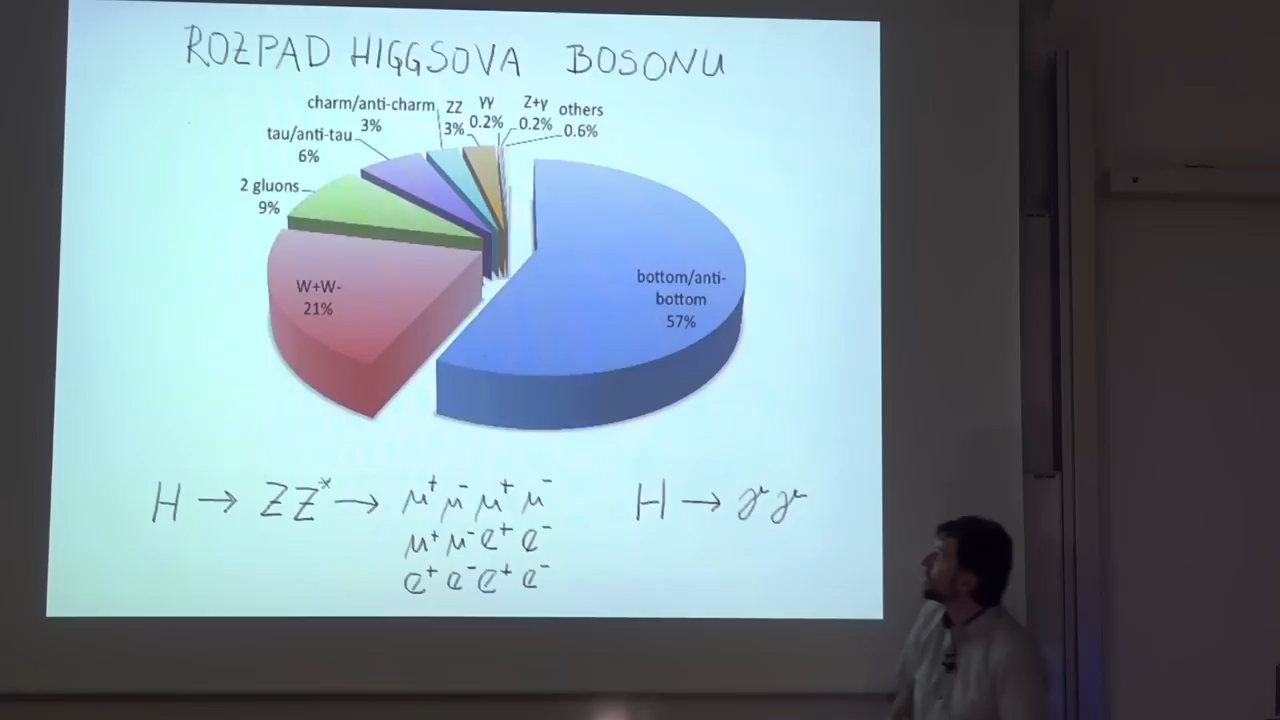 ROZPAD HIGGSOVA BOSONU
charm/anti-charm
3%
ZZ
3%
γγ
0.2%
Z+γ
0.2%
others
0.6%
tau/anti-tau
6%
2 gluons
9%
W+W-
21%
bottom/anti-
bottom
57%
H → ZZ* → μ⁺ μ⁻ μ⁺ μ⁻
μ⁺ μ⁻ e⁺ e⁻
e⁺ e⁻ e⁺ e⁻
H → γγ